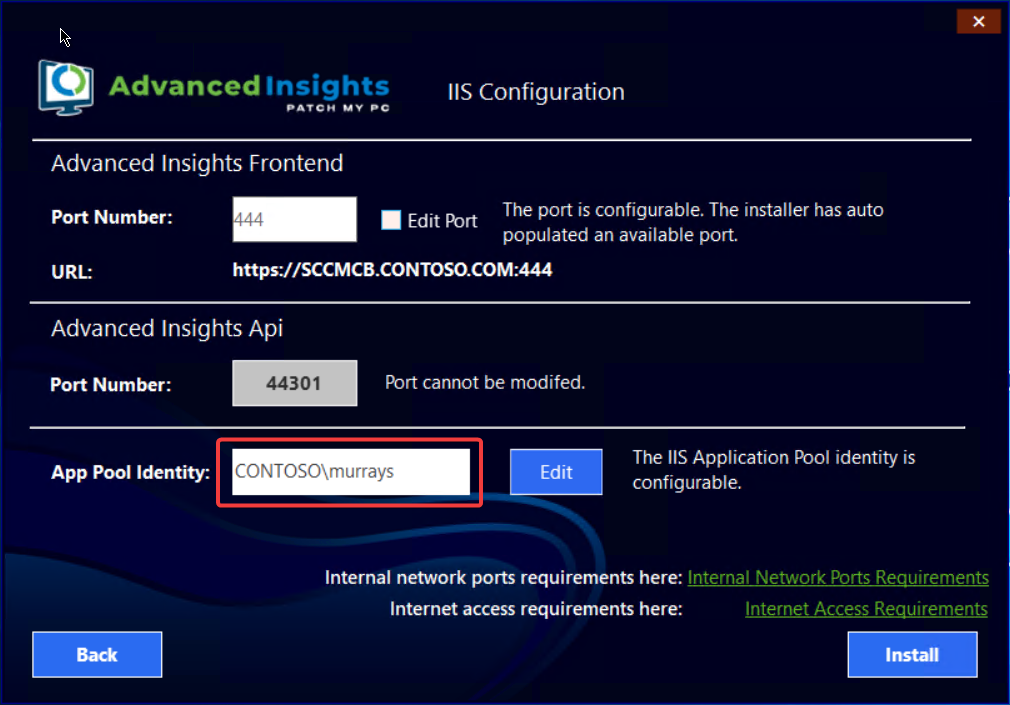 Advanced Insights
PATCH MY PC
IIS Configuration
Advanced Insights Frontend
Port Number:
444
Edit Port
The port is configurable. The installer has auto
populated an available port.
URL:
https://SCCMCB.CONTOSO.COM:444
Advanced Insights Api
Port Number:
44301
Port cannot be modifed.
App Pool Identity:
CONTOSO\murrays
Edit
The IIS Application Pool identity is
configurable.
Internal network ports requirements here: Internal Network Ports Requirements
Internet access requirements here: Internet Access Requirements
Back
Install